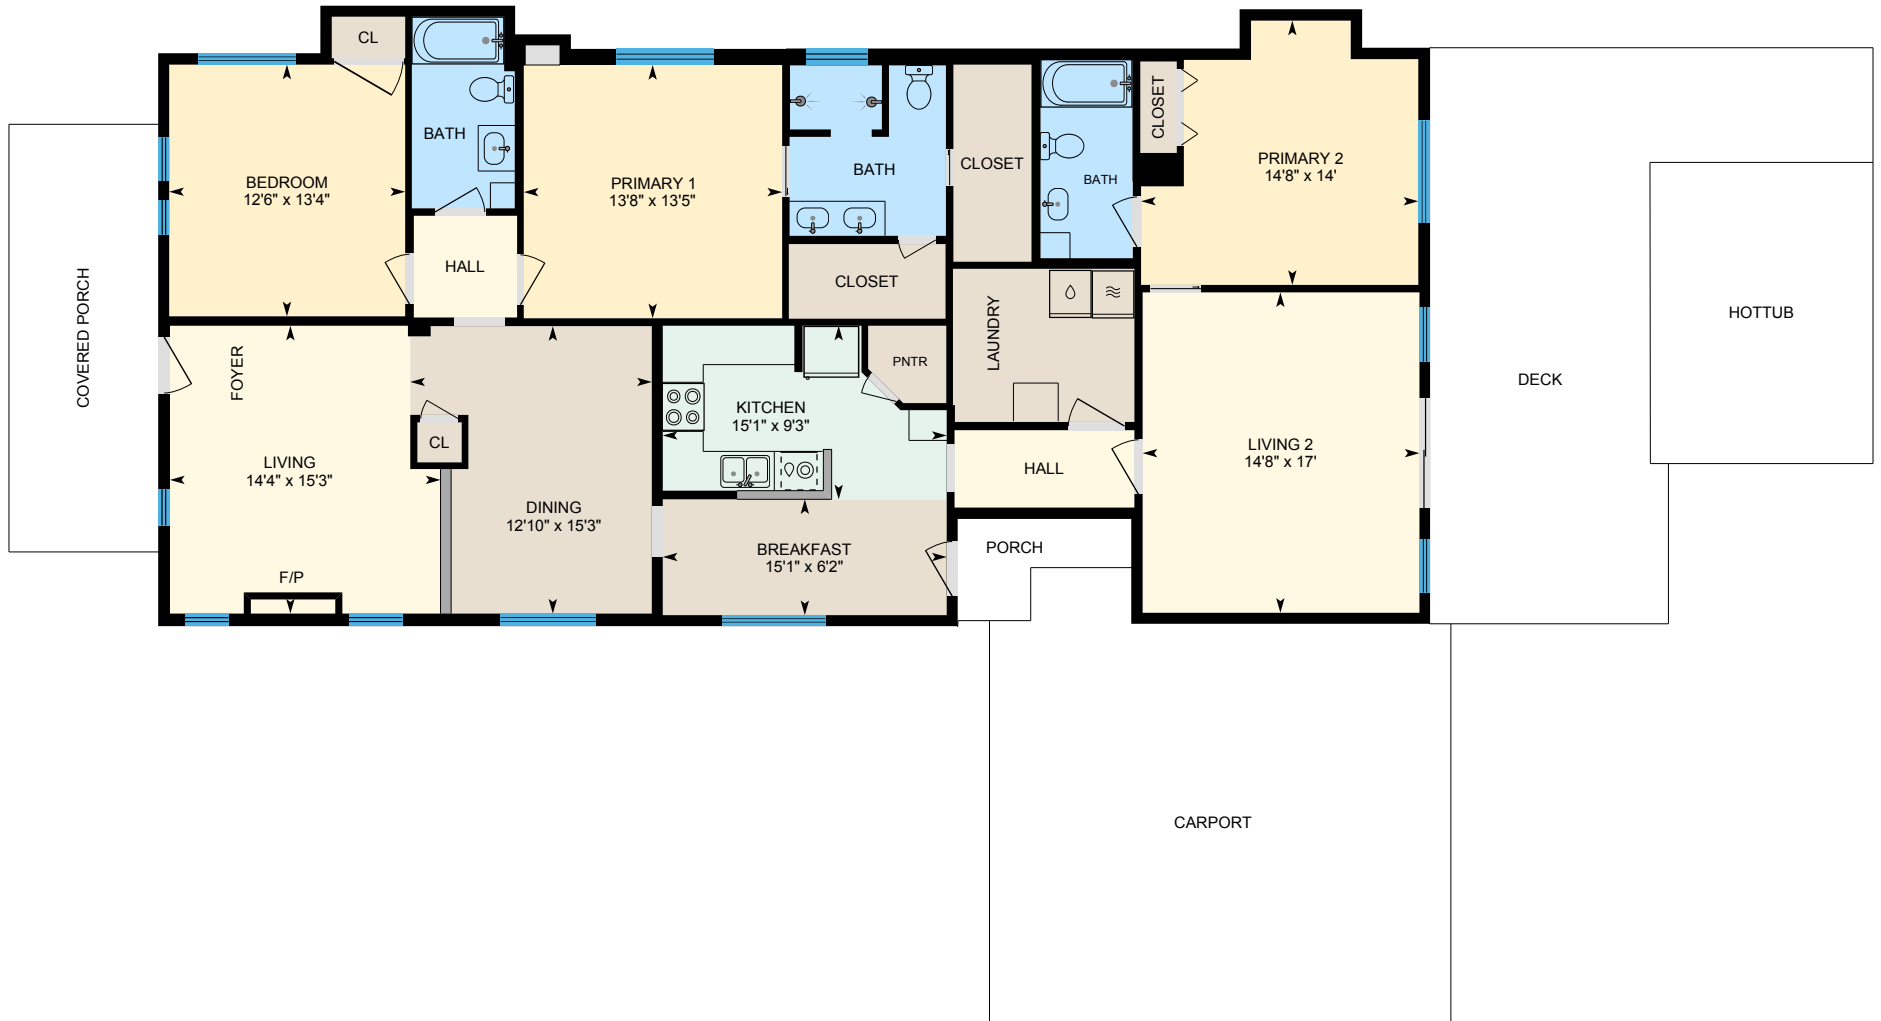 CL
BATH
BEDROOM
12'6" x 13'4"
PRIMARY 1
13'8" x 13'5"
BATH
CLOSET
BATH
CLOSET
PRIMARY 2
14'8" x 14'
HALL
CLOSET
COVERED PORCH
FOYER
LAUNDRY
HOTTUB
DECK
PNTR
KITCHEN
15'1" x 9'3"
CL
LIVING
14'4" x 15'3"
HALL
LIVING 2
14'8" x 17'
DINING
12'10" x 15'3"
BREAKFAST
15'1" x 6'2"
PORCH
F/P
CARPORT